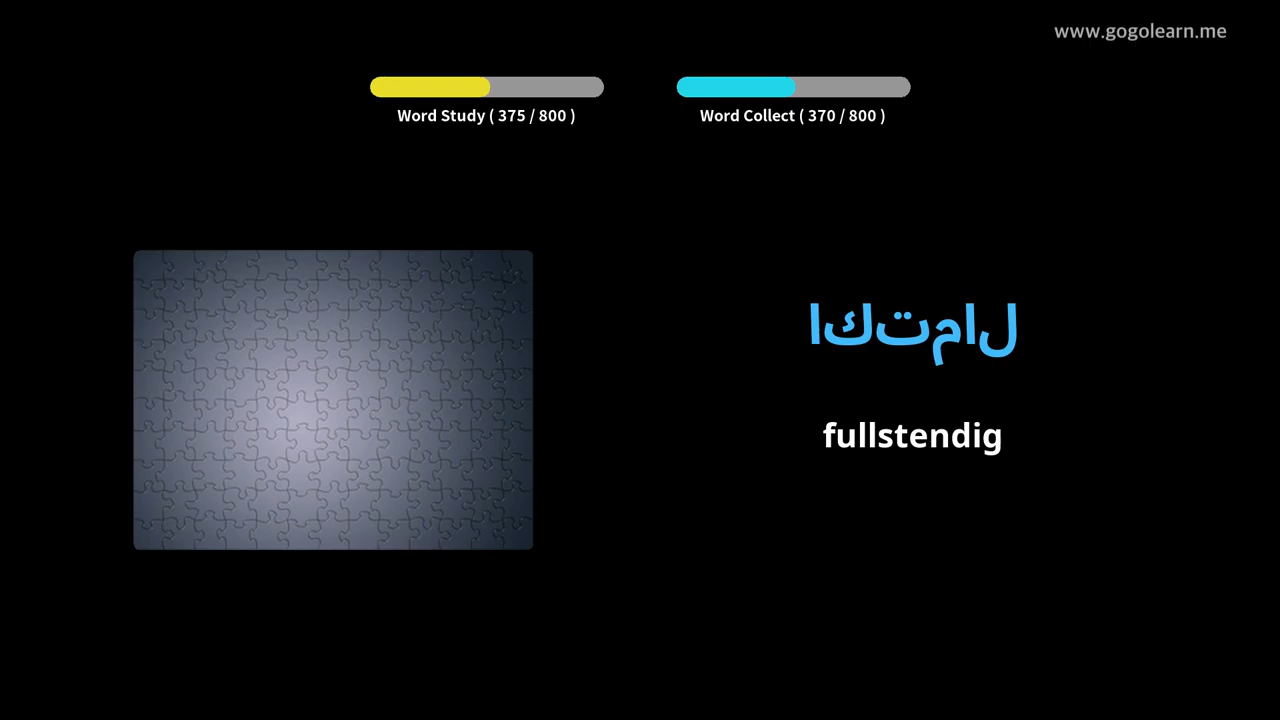 www.gogolearn.me
Word Study ( 375 / 800 )
Word Collect ( 370 / 800 )
اكتمال
fullstendig